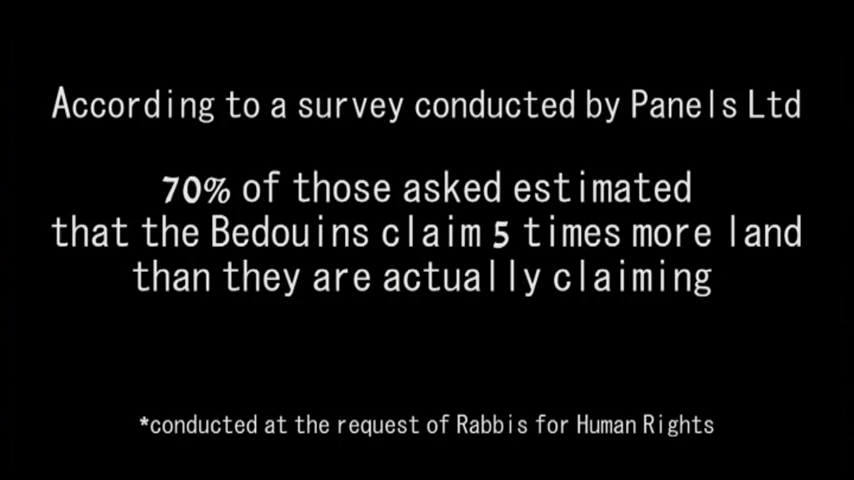 According to a survey conducted by Panels Ltd
70% of those asked estimated
that the Bedouins claim 5 times more land
than they are actually claiming
*conducted at the request of Rabbis for Human Rights